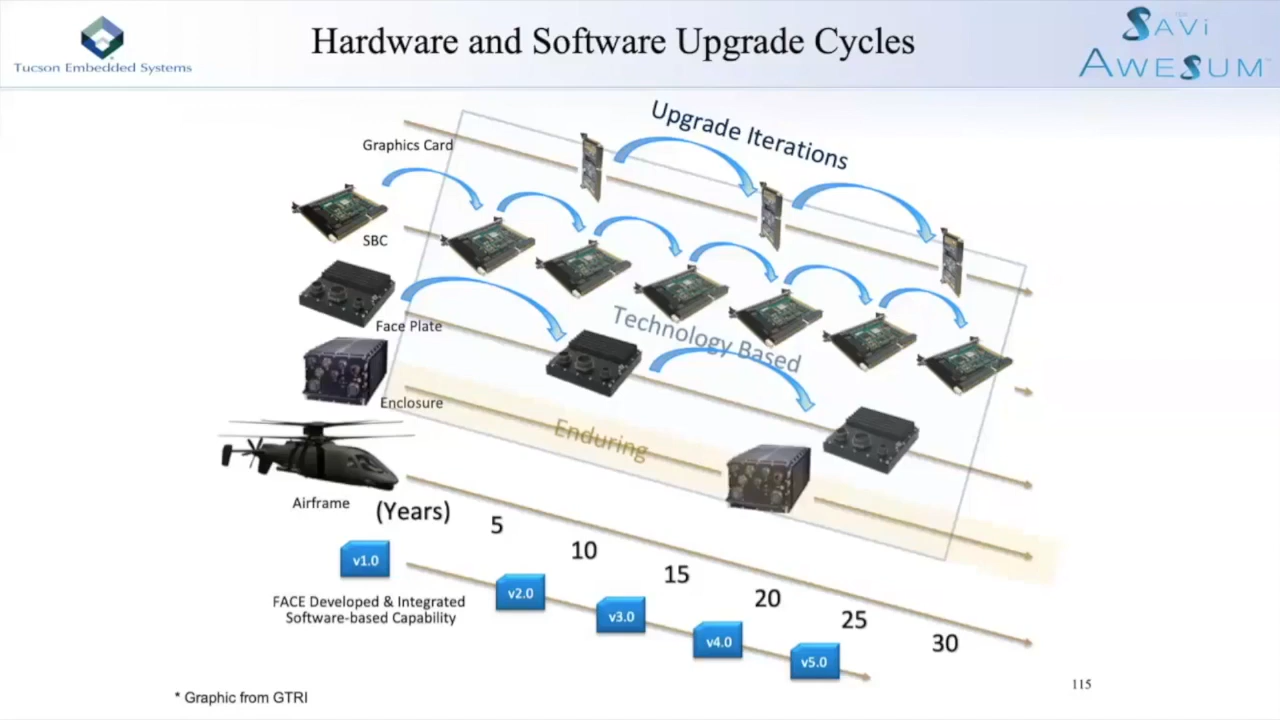 Tucson Embedded Systems
Hardware and Software Upgrade Cycles
THE
SAVi
AWESUM™
Upgrade Iterations
Graphics Card
SBC
Face Plate
Technology Based
Enclosure
Enduring
Airframe
(Years)
5
10
15
20
25
30
v1.0
v2.0
v3.0
v4.0
v5.0
FACE Developed & Integrated
Software-based Capability
* Graphic from GTRI
115